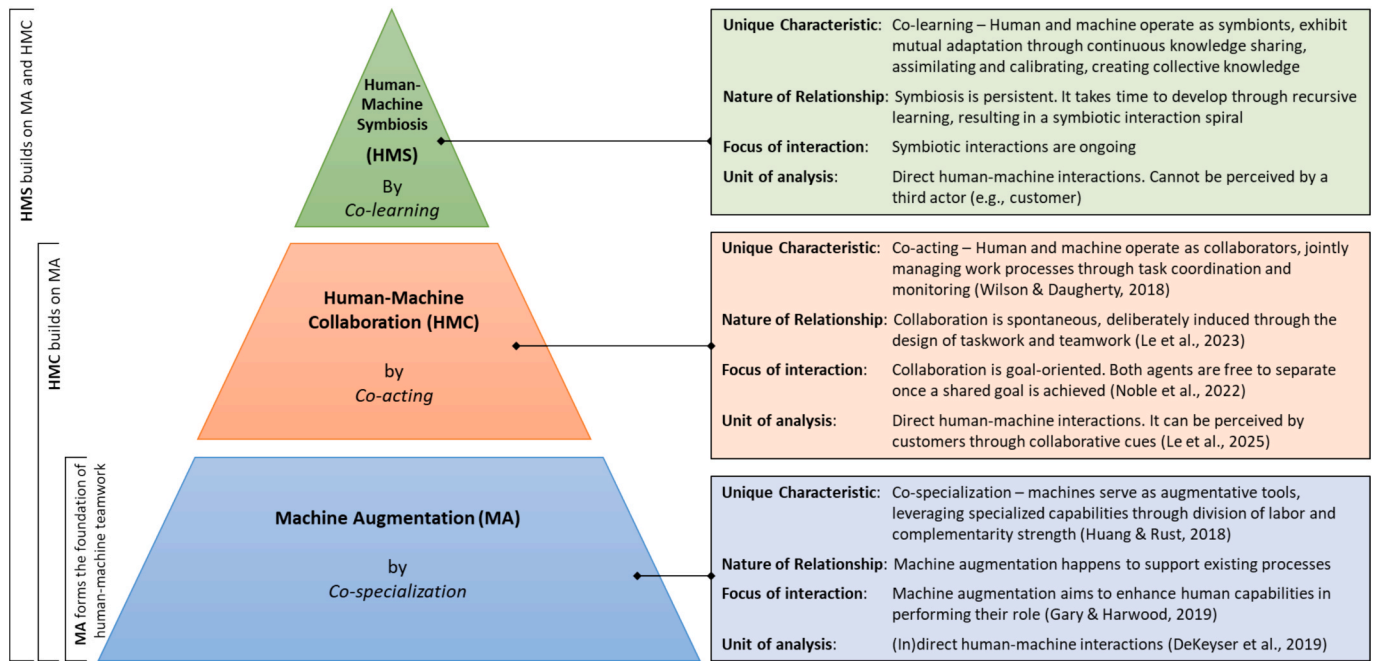 HMS builds on MA and HMC
HMC builds on MA
MA forms the foundation of
human-machine teamwork
Human-
Machine
Symbiosis
(HMS)
By
Co-learning
Human-Machine
Collaboration (HMC)
by
Co-acting
Machine Augmentation (MA)
by
Co-specialization
Unique Characteristic: Co-learning – Human and machine operate as symbionts, exhibit
mutual adaptation through continuous knowledge sharing,
assimilating and calibrating, creating collective knowledge
Nature of Relationship: Symbiosis is persistent. It takes time to develop through recursive
learning, resulting in a symbiotic interaction spiral
Focus of interaction: Symbiotic interactions are ongoing
Unit of analysis: Direct human-machine interactions. Cannot be perceived by a
third actor (e.g., customer)
Unique Characteristic: Co-acting – Human and machine operate as collaborators, jointly
managing work processes through task coordination and
monitoring (Wilson & Daugherty, 2018)
Nature of Relationship: Collaboration is spontaneous, deliberately induced through the
design of taskwork and teamwork (Le et al., 2023)
Focus of interaction: Collaboration is goal-oriented. Both agents are free to separate
once a shared goal is achieved (Noble et al., 2022)
Unit of analysis: Direct human-machine interactions. It can be perceived by
customers through collaborative cues (Le et al., 2025)
Unique Characteristic: Co-specialization – machines serve as augmentative tools,
leveraging specialized capabilities through division of labor and
complementarity strength (Huang & Rust, 2018)
Nature of Relationship: Machine augmentation happens to support existing processes
Focus of interaction: Machine augmentation aims to enhance human capabilities in
performing their role (Gary & Harwood, 2019)
Unit of analysis: (In)direct human-machine interactions (DeKeyser et al., 2019)